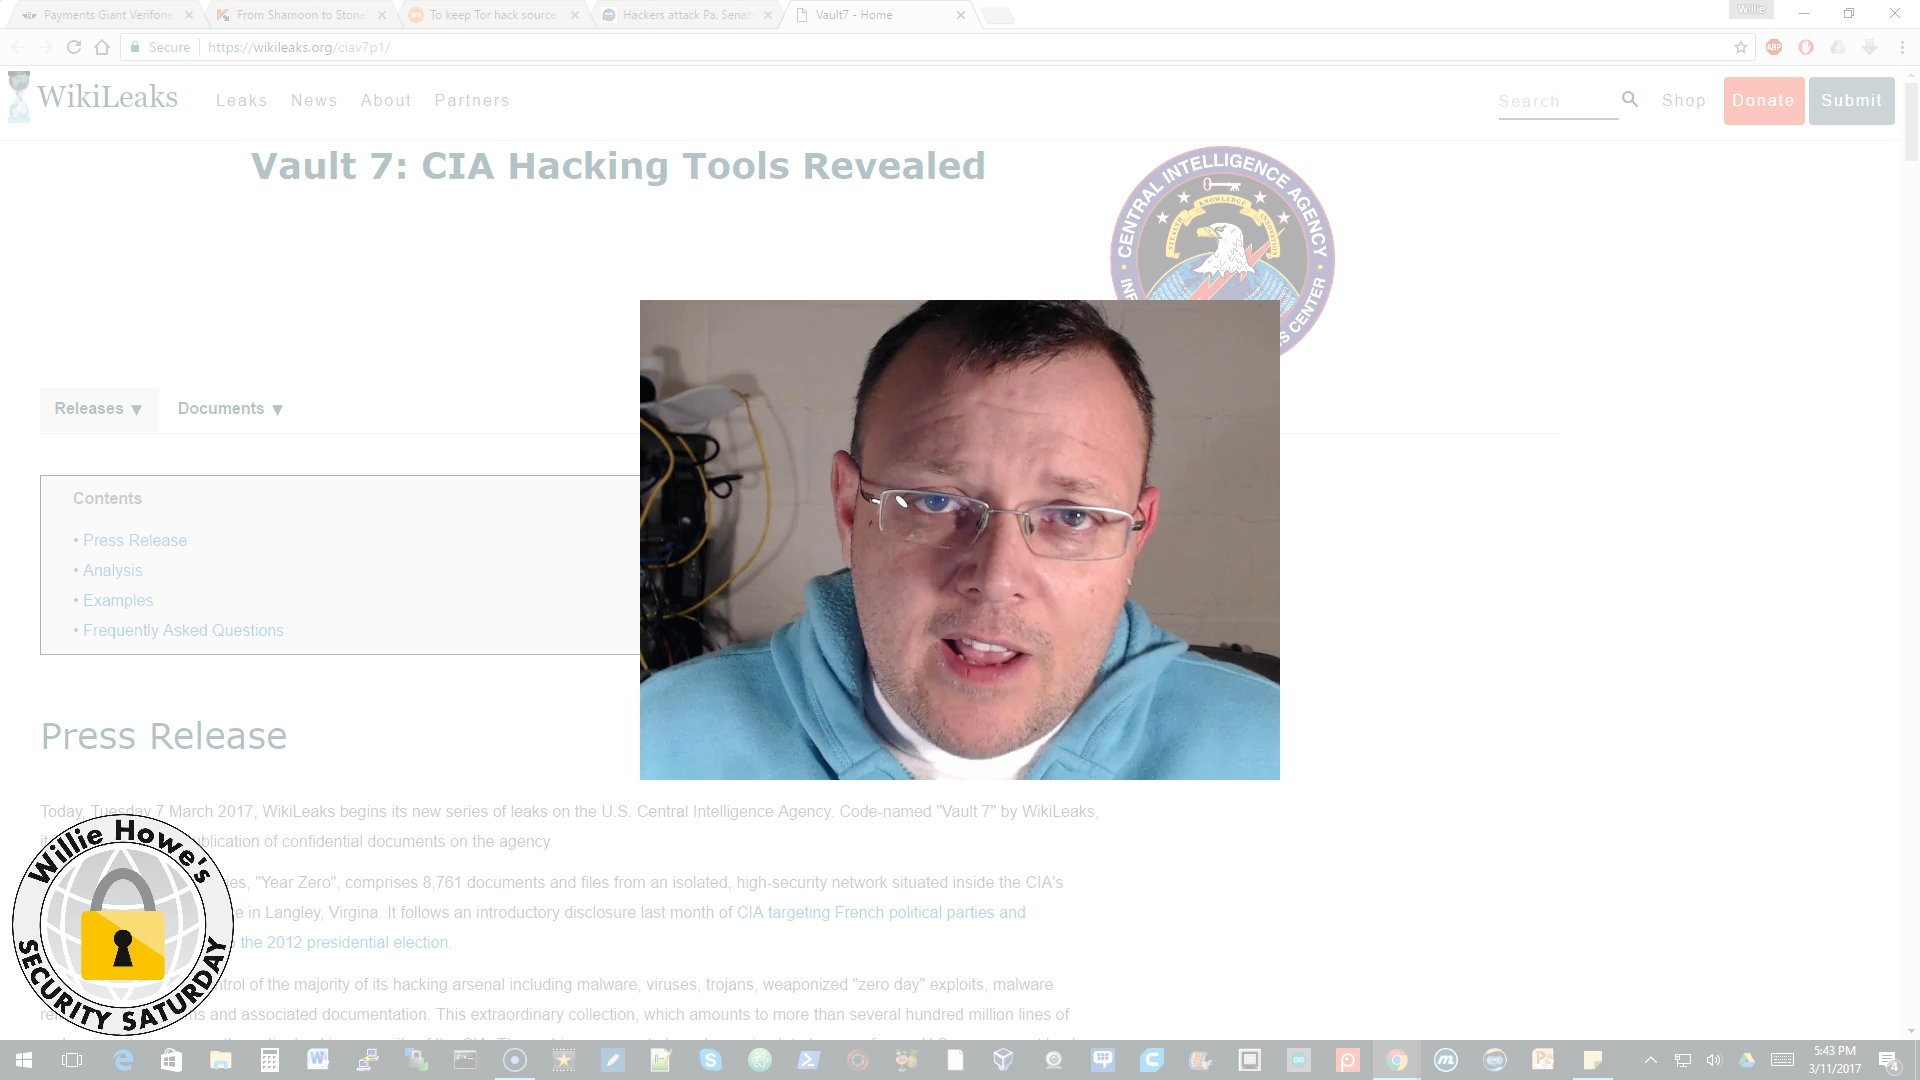 Payments Giant Verifone
From Shamoon to Stone
To keep Tor hack source
Hackers attack Pa. Senat
Vault7 - Home
Willie
Secure
https://wikileaks.org/ciav7p1/
ABP
WikiLeaks
Leaks
News
About
Partners
Search
Shop
Donate
Submit
Vault 7: CIA Hacking Tools Revealed
CENTRAL INTELLIGENCE AGENCY
STEALTH KNOWLEDGE INNOVATION
CENTER
Releases ▼
Documents ▼
Contents
• Press Release
• Analysis
• Examples
• Frequently Asked Questions
Press Release
Today, Tuesday 7 March 2017, WikiLeaks begins its new series of leaks on the U.S. Central Intelligence Agency. Code-named "Vault 7" by WikiLeaks,
publication of confidential documents on the agency.
"Year Zero", comprises 8,761 documents and files from an isolated, high-security network situated inside the CIA's
in Langley, Virgina. It follows an introductory disclosure last month of CIA targeting French political parties and
the 2012 presidential election.
of the majority of its hacking arsenal including malware, viruses, trojans, weaponized "zero day" exploits, malware
and associated documentation. This extraordinary collection, which amounts to more than several hundred million lines of
Willie Howe's
SECURITY SATURDAY
5:43 PM
3/11/2017
4